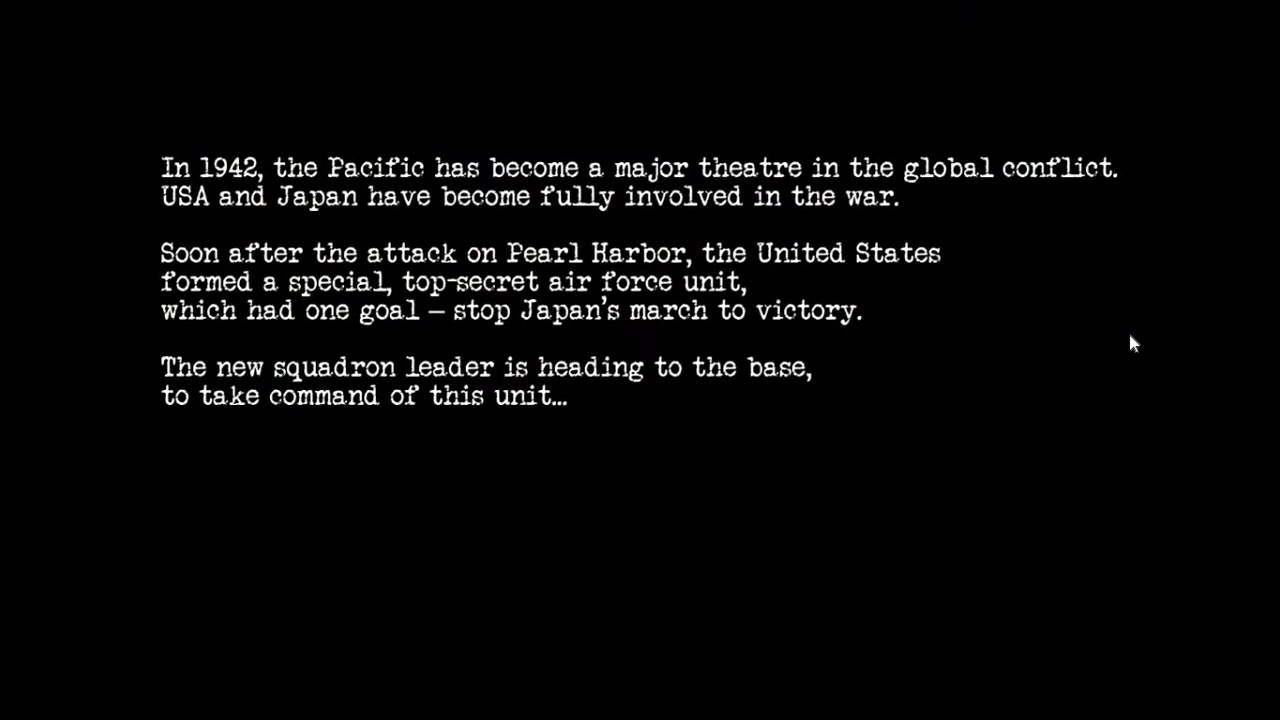 In 1942, the Pacific has become a major theatre in the global conflict.
USA and Japan have become fully involved in the war.
Soon after the attack on Pearl Harbor, the United States
formed a special, top-secret air force unit,
which had one goal – stop Japan's march to victory.
The new squadron leader is heading to the base,
to take command of this unit…